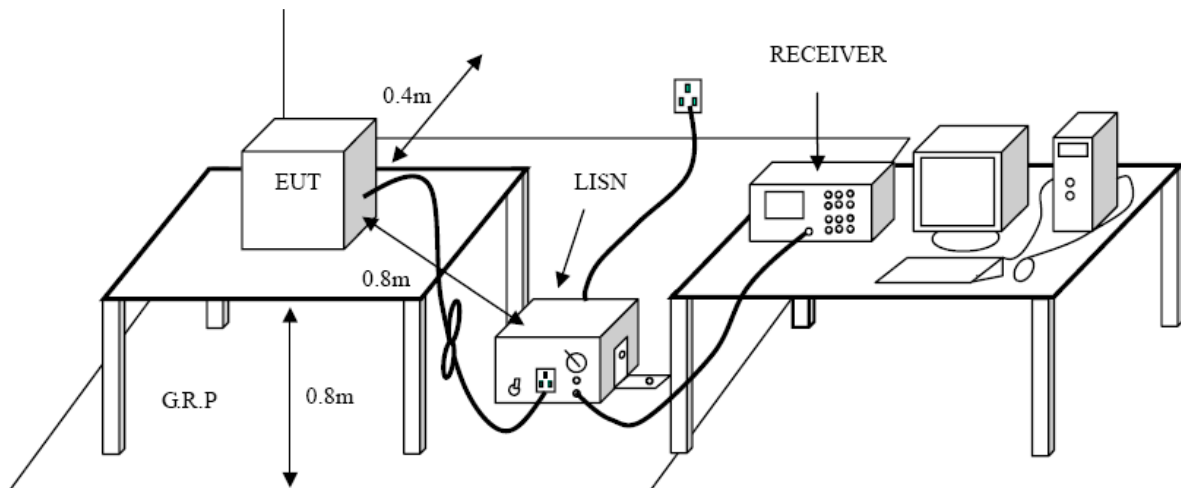 RECEIVER
0.4m
EUT
LISN
0.8m
G.R.P
0.8m